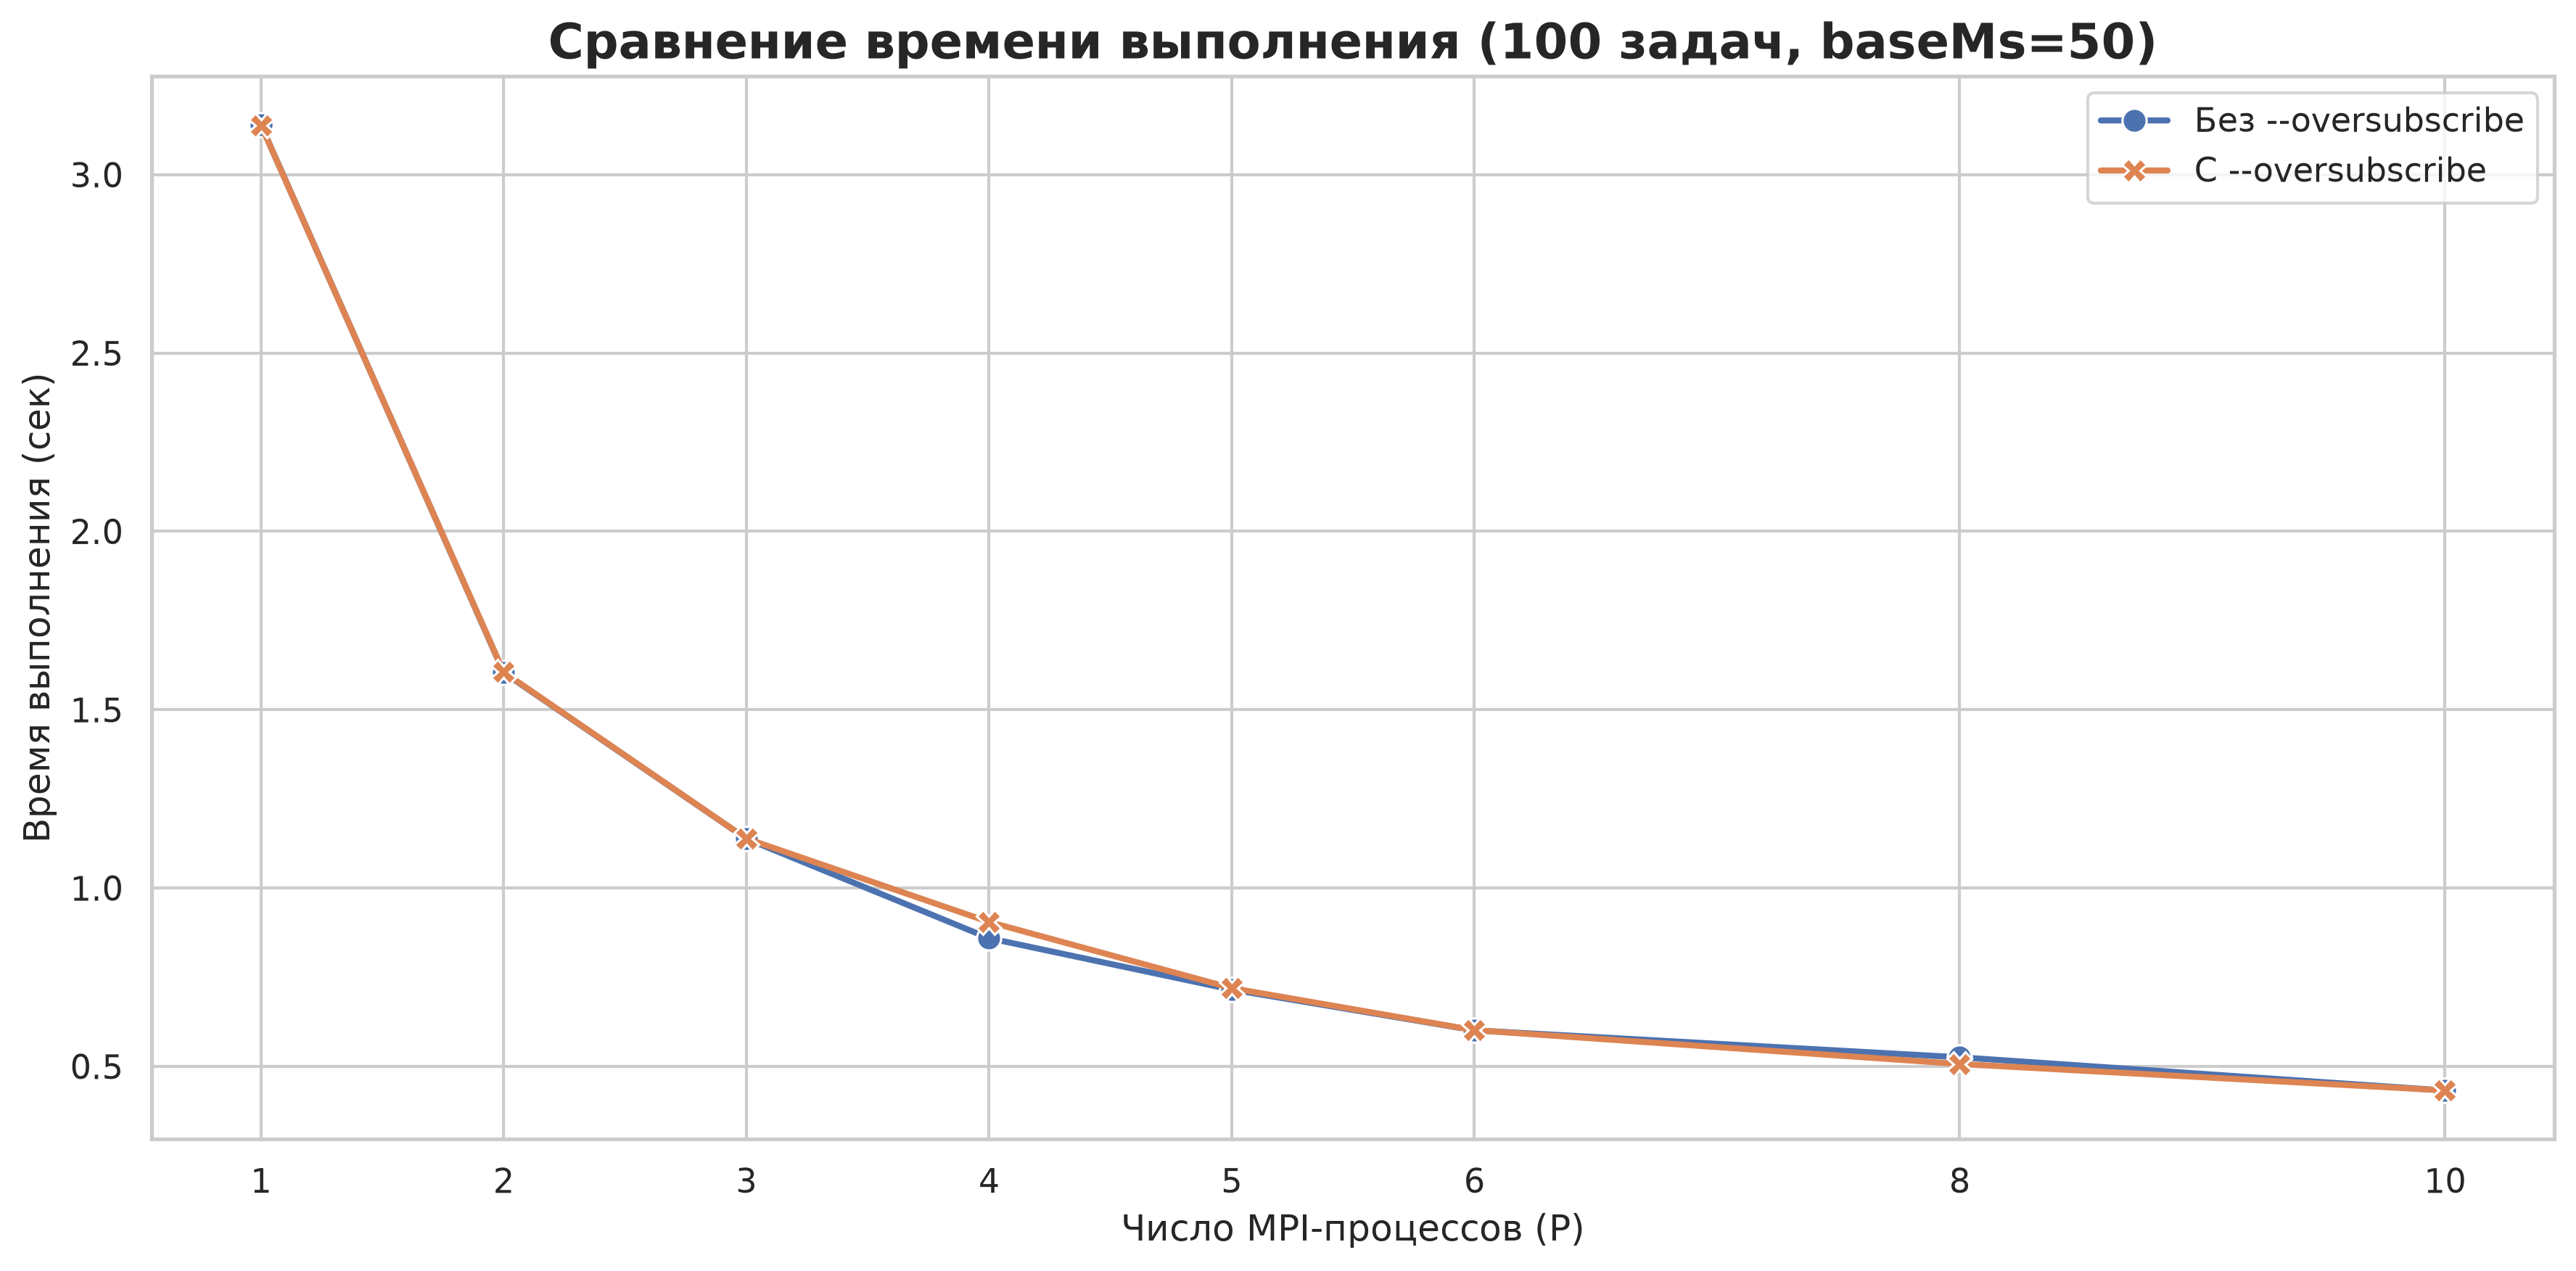 Сравнение времени выполнения (100 задач, baseMs=50)
Без --oversubscribe
С --oversubscribe
Время выполнения (сек)
3.0
2.5
2.0
1.5
1.0
0.5
1 2 3 4 5 6 8 10
Число MPI-процессов (P)